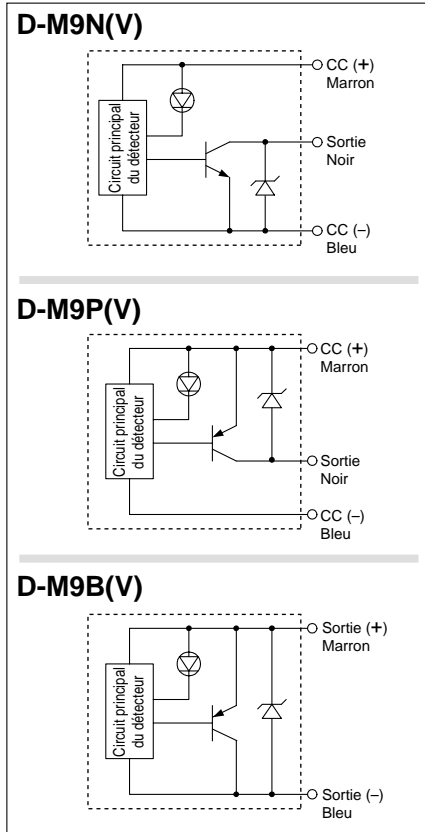 D-M9N(V)
CC (+)
Marron
Circuit principal
du détecteur
Sortie
Noir
CC (–)
Bleu
D-M9P(V)
CC (+)
Marron
Circuit principal
du détecteur
Sortie
Noir
CC (–)
Bleu
D-M9B(V)
Sortie (+)
Marron
Circuit principal
du détecteur
Sortie (–)
Bleu